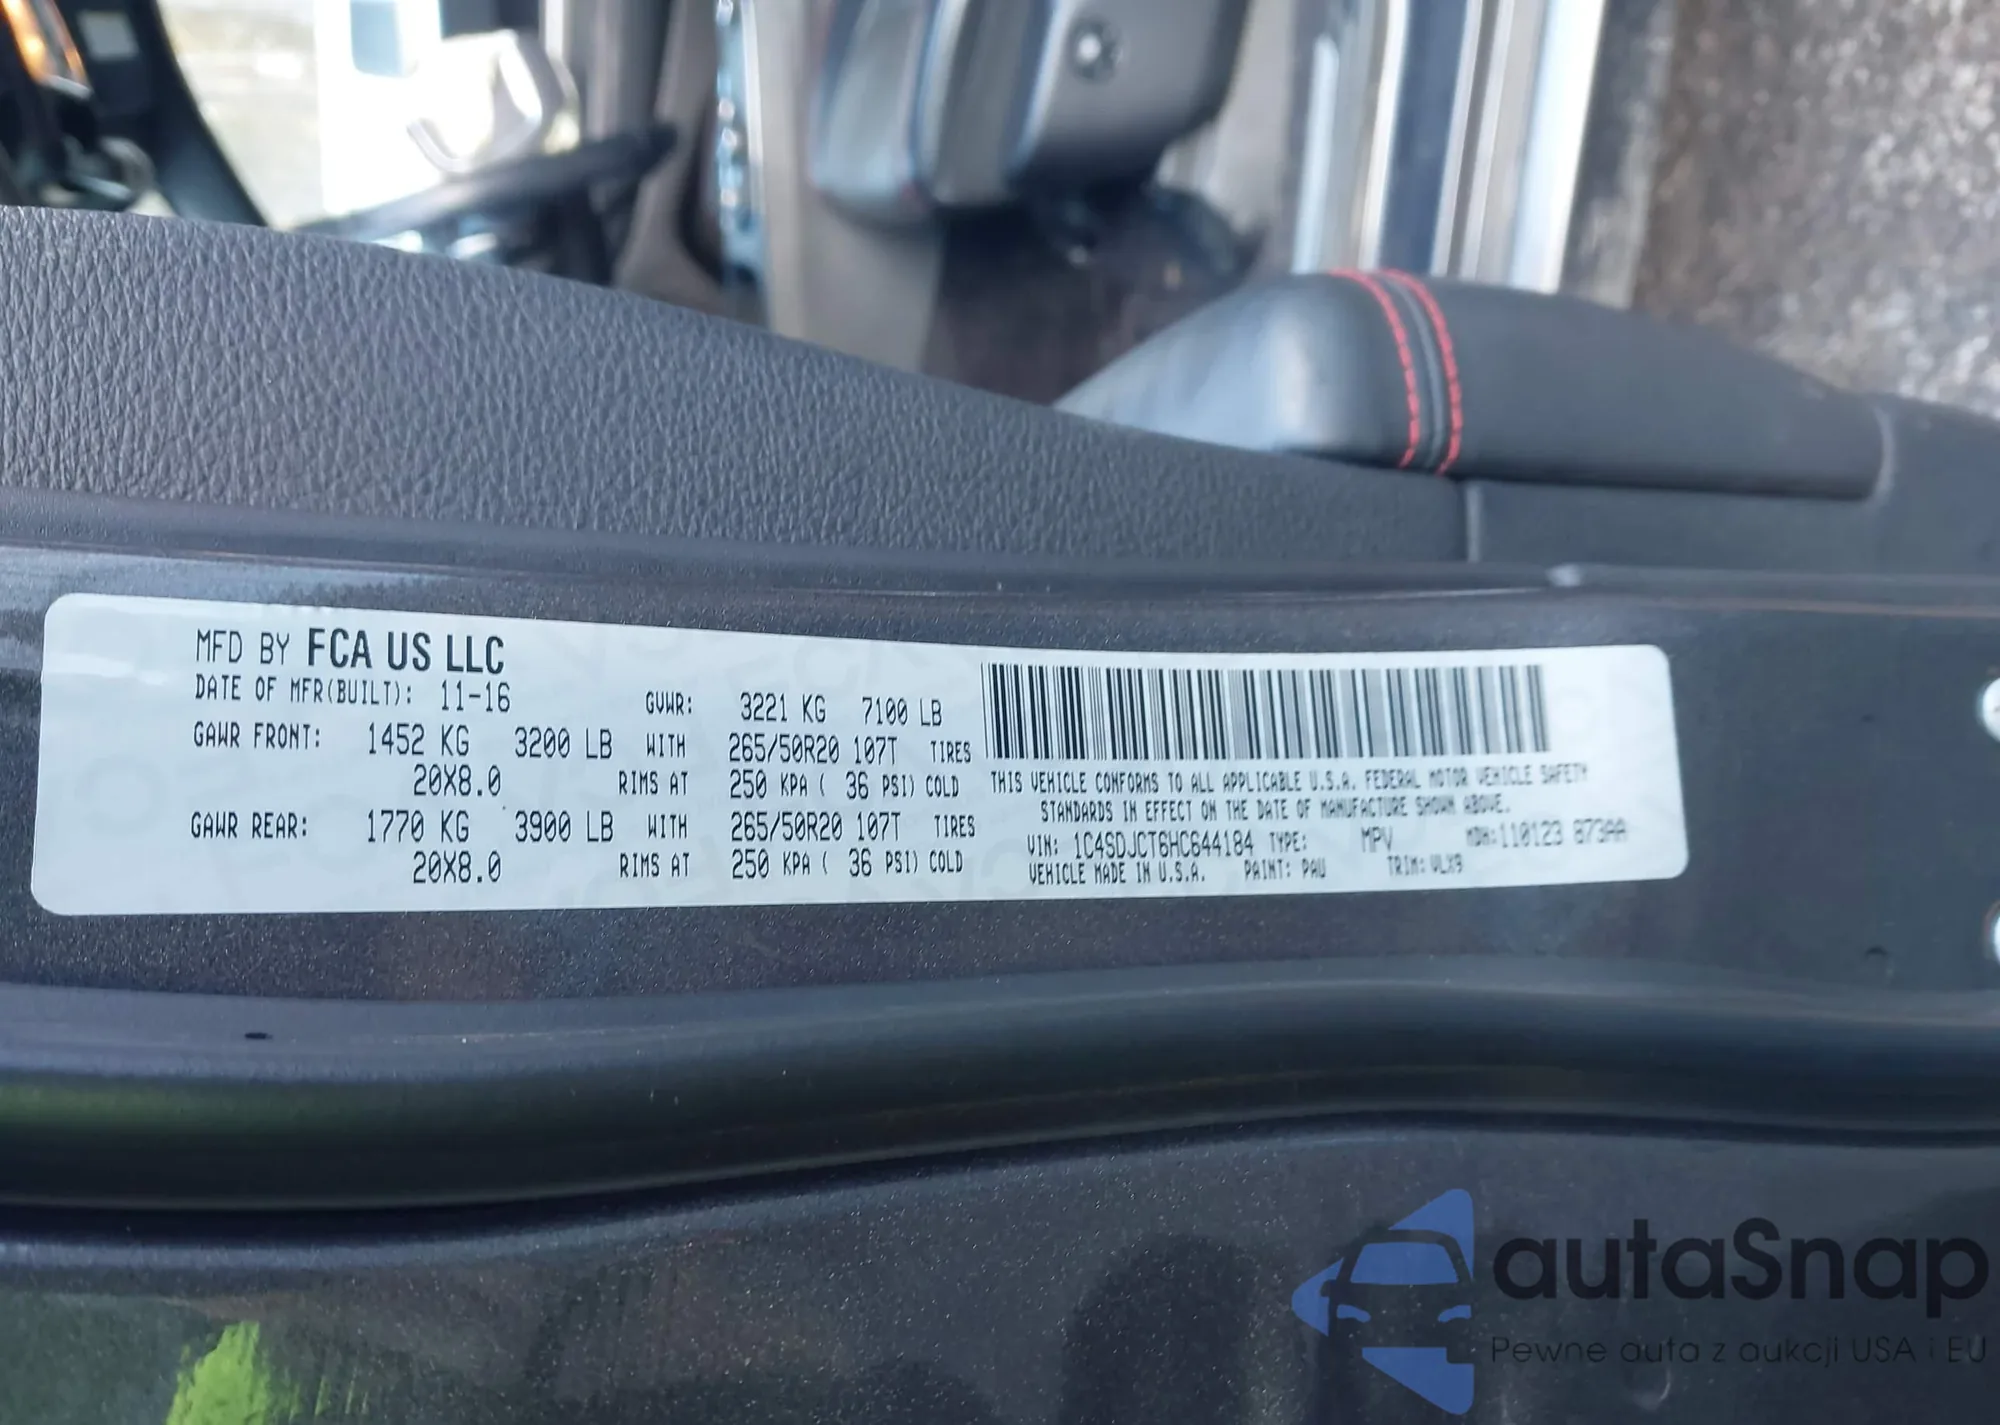 MFD BY FCA US LLC
DATE OF MFR(BUILT): 11-16 GVWR: 3221 KG 7100 LB
GAWR FRONT: 1452 KG 3200 LB WITH 265/50R20 107T TIRES
20X8.0 RIMS AT 250 KPA ( 36 PSI) COLD
GAWR REAR: 1770 KG 3900 LB WITH 265/50R20 107T TIRES
20X8.0 RIMS AT 250 KPA ( 36 PSI) COLD
THIS VEHICLE CONFORMS TO ALL APPLICABLE U.S.A. FEDERAL MOTOR VEHICLE SAFETY
STANDARDS IN EFFECT ON THE DATE OF MANUFACTURE SHOWN ABOVE.
VIN: 1C4SDJCT6HC644184 TYPE: MPV MDH:110123 873AA
VEHICLE MADE IN U.S.A. PAINT: PAU TRIM: VLX9
autaSnap
Pewne auta z aukcji USA i EU